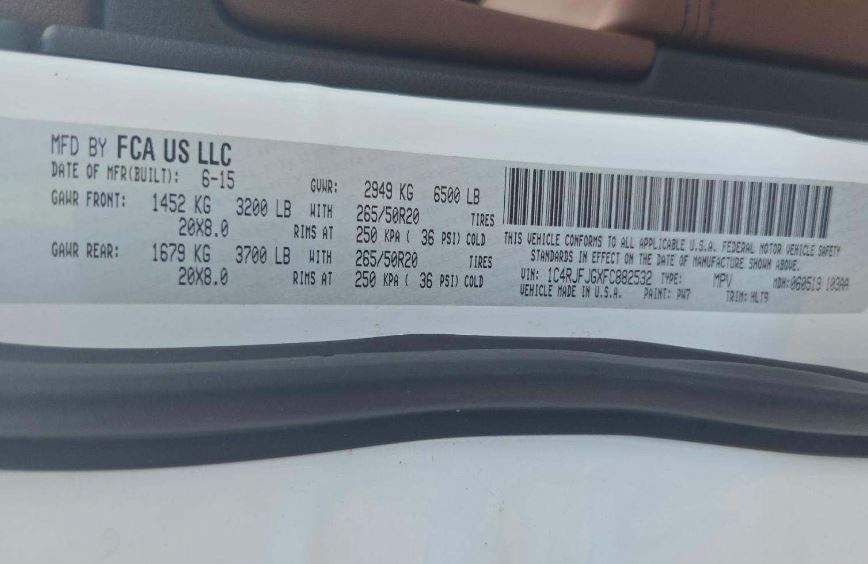 MFD BY FCA US LLC
DATE OF MFR(BUILT): 6-15 GVWR: 2949 KG 6500 LB
GAWR FRONT: 1452 KG 3200 LB WITH 265/50R20 TIRES
20X8.0 RIMS AT 250 KPA ( 36 PSI) COLD
GAWR REAR: 1679 KG 3700 LB WITH 265/50R20 TIRES
20X8.0 RIMS AT 250 KPA ( 36 PSI) COLD
THIS VEHICLE CONFORMS TO ALL APPLICABLE U.S.A. FEDERAL MOTOR VEHICLE SAFETY
STANDARDS IN EFFECT ON THE DATE OF MANUFACTURE SHOWN ABOVE.
VIN: 1C4RJFJGXFC882532 TYPE: MPV MDH:060519 103AA
VEHICLE MADE IN U.S.A. PAINT: PW7 TRIM: HLT9